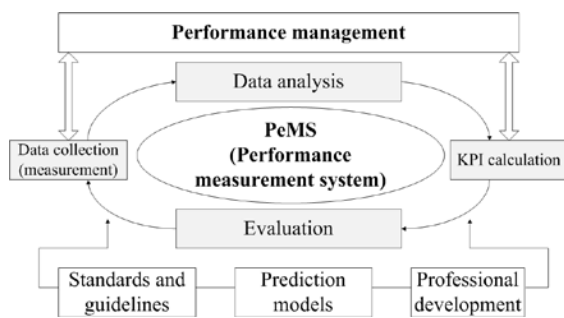 Performance management
Data analysis
PeMS
(Performance
measurement system)
Data collection
(measurement)
KPI calculation
Evaluation
Standards and
guidelines
Prediction
models
Professional
development